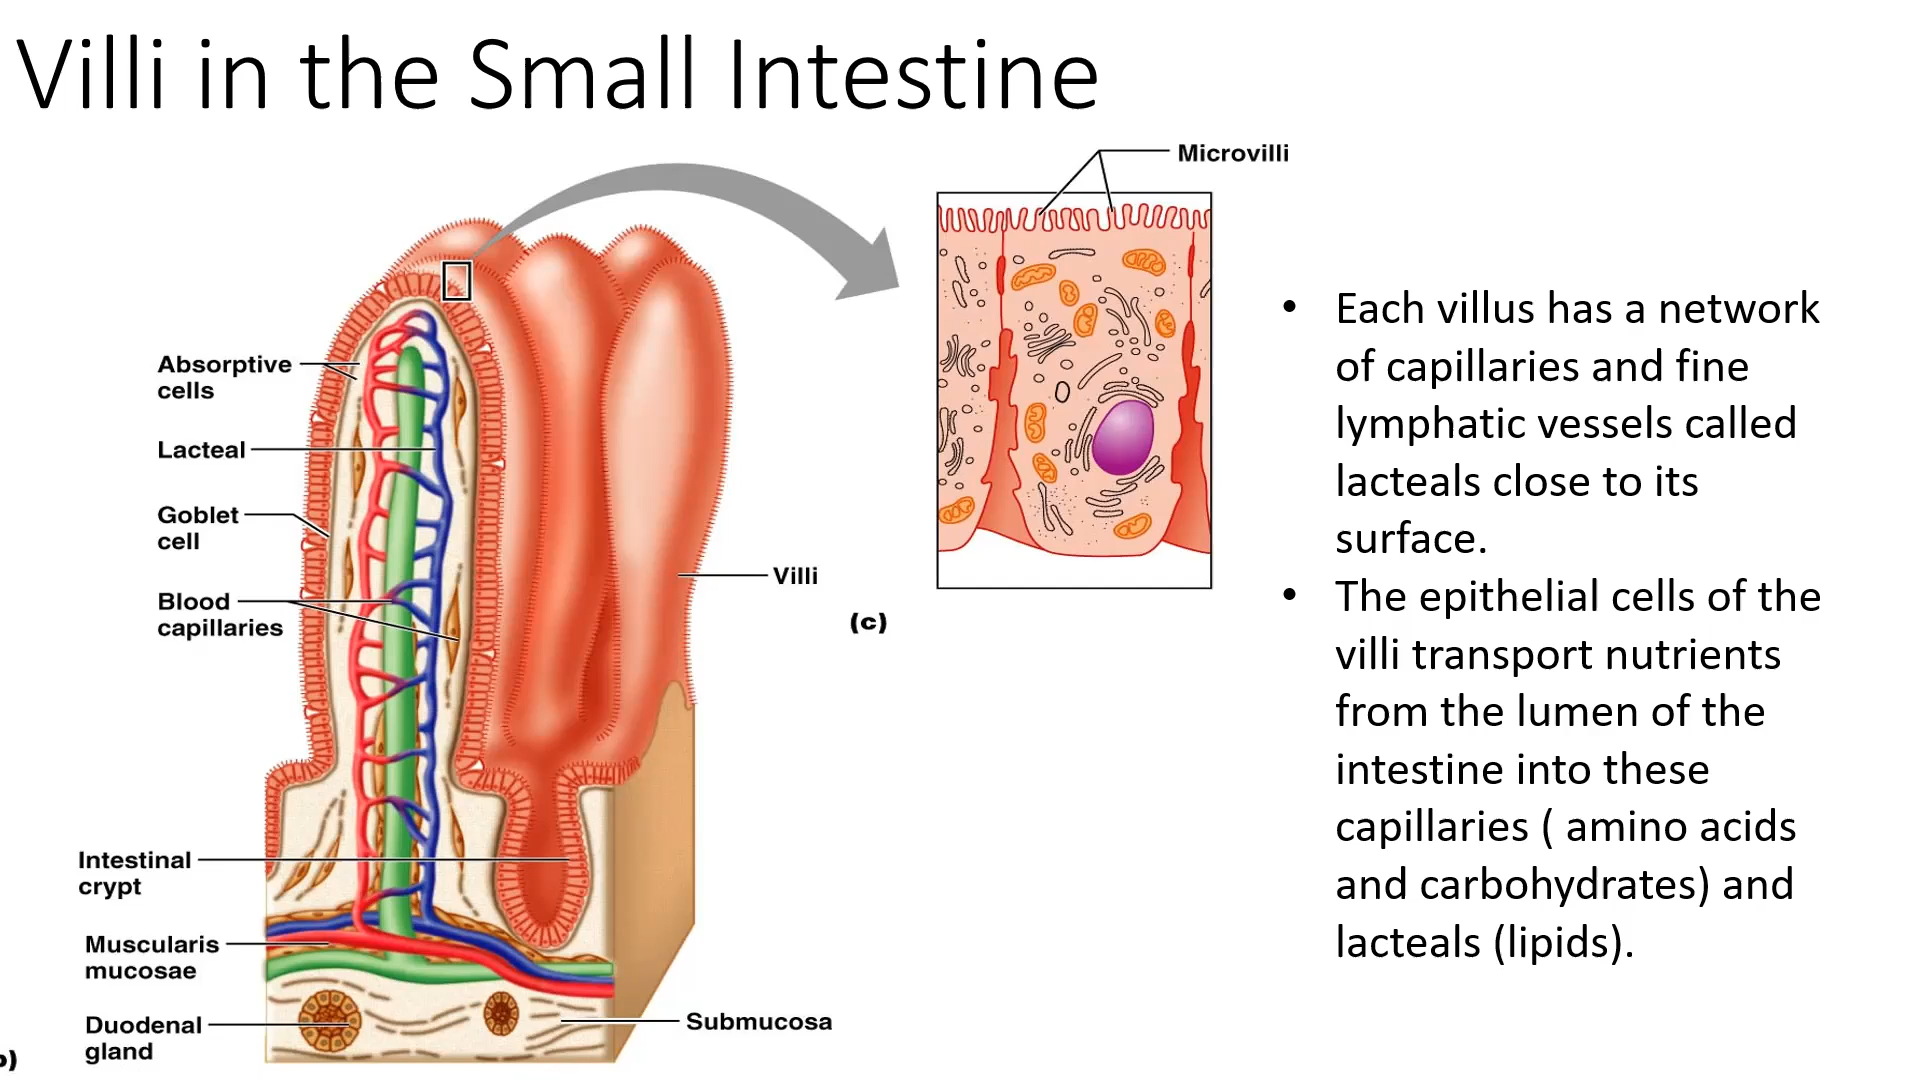 Villi in the Small Intestine
Microvilli
Absorptive
cells
Lacteal
Goblet
cell
Blood
capillaries
Villi
(c)
Intestinal
crypt
Muscularis
mucosae
Duodenal
gland
Submucosa
b)
• Each villus has a network
of capillaries and fine
lymphatic vessels called
lacteals close to its
surface.
• The epithelial cells of the
villi transport nutrients
from the lumen of the
intestine into these
capillaries ( amino acids
and carbohydrates) and
lacteals (lipids).